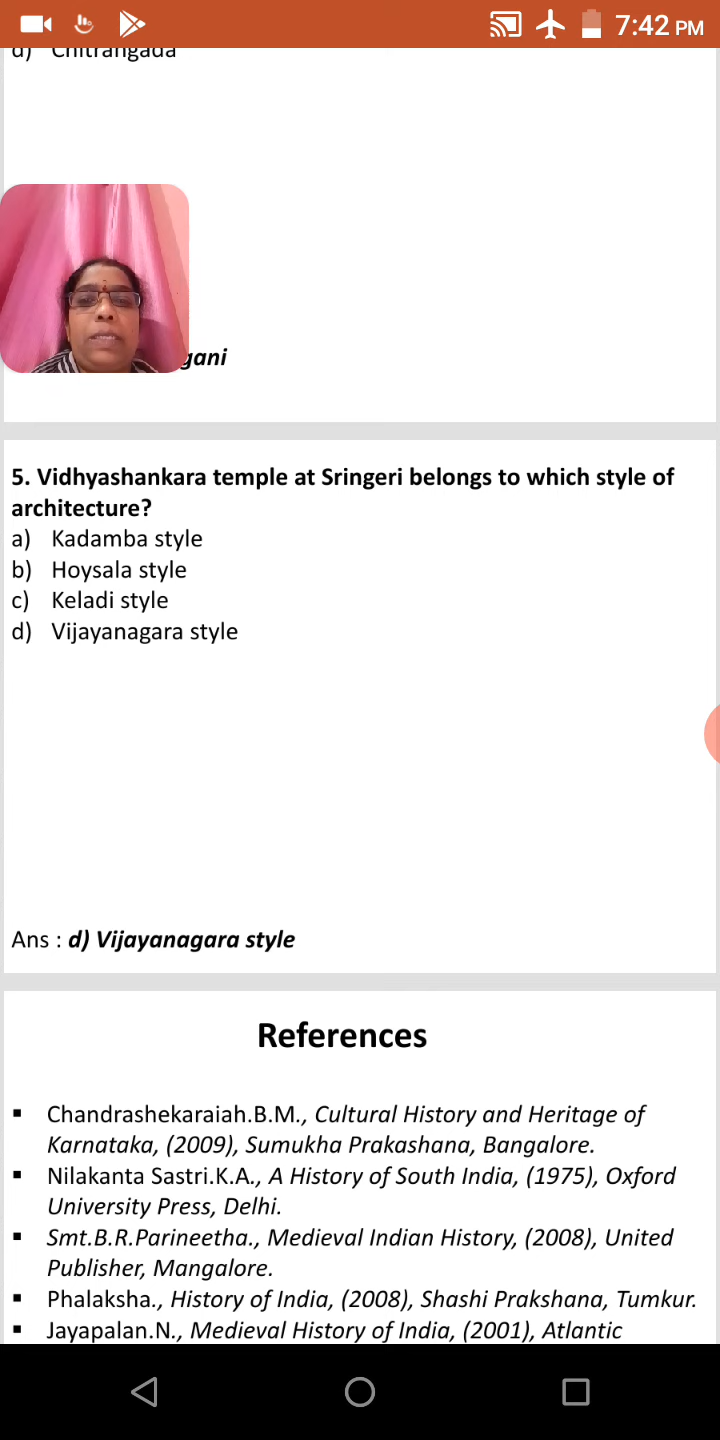 7:42 PM
d) Chitrangada
gani
5. Vidhyashankara temple at Sringeri belongs to which style of
architecture?
a) Kadamba style
b) Hoysala style
c) Keladi style
d) Vijayanagara style
Ans : d) Vijayanagara style
References
▪ Chandrashekaraiah.B.M., Cultural History and Heritage of
Karnataka, (2009), Sumukha Prakashana, Bangalore.
▪ Nilakanta Sastri.K.A., A History of South India, (1975), Oxford
University Press, Delhi.
▪ Smt.B.R.Parineetha., Medieval Indian History, (2008), United
Publisher, Mangalore.
▪ Phalaksha., History of India, (2008), Shashi Prakshana, Tumkur.
▪ Jayapalan.N., Medieval History of India, (2001), Atlantic